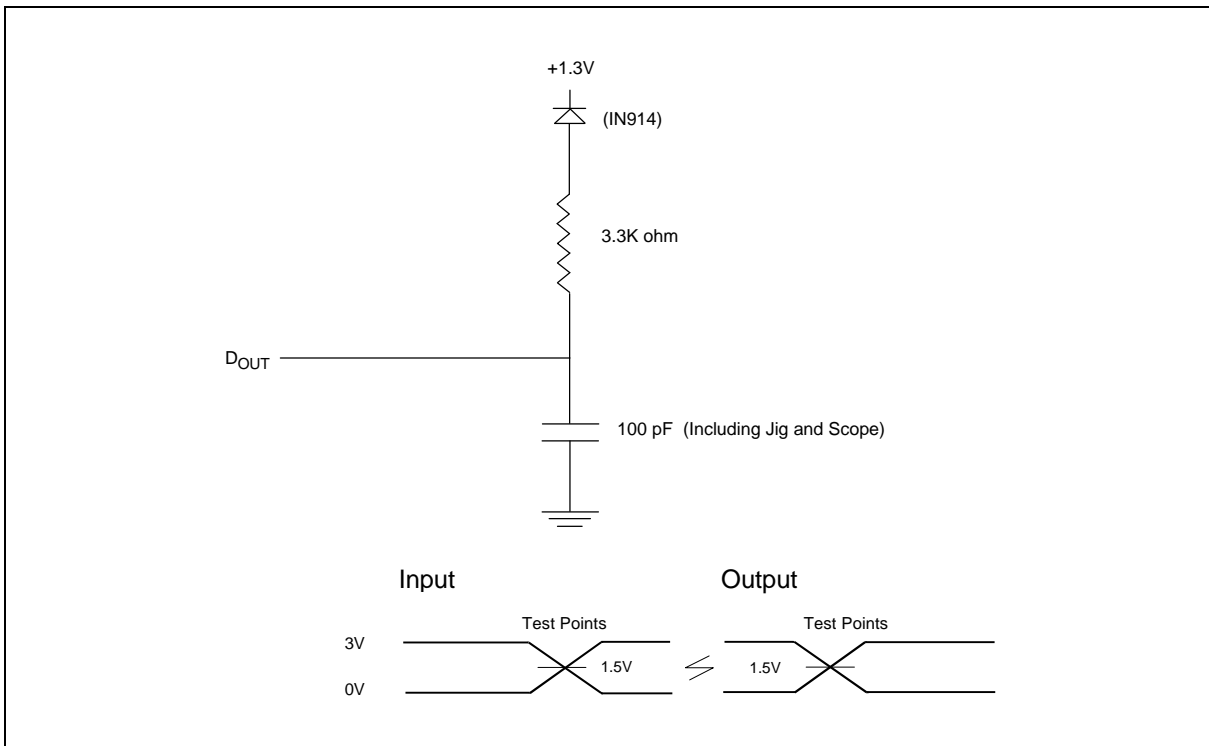 +1.3V
(IN914)
3.3K ohm
DOUT
100 pF (Including Jig and Scope)
Input Output
Test Points Test Points
3V
1.5V 1.5V
0V